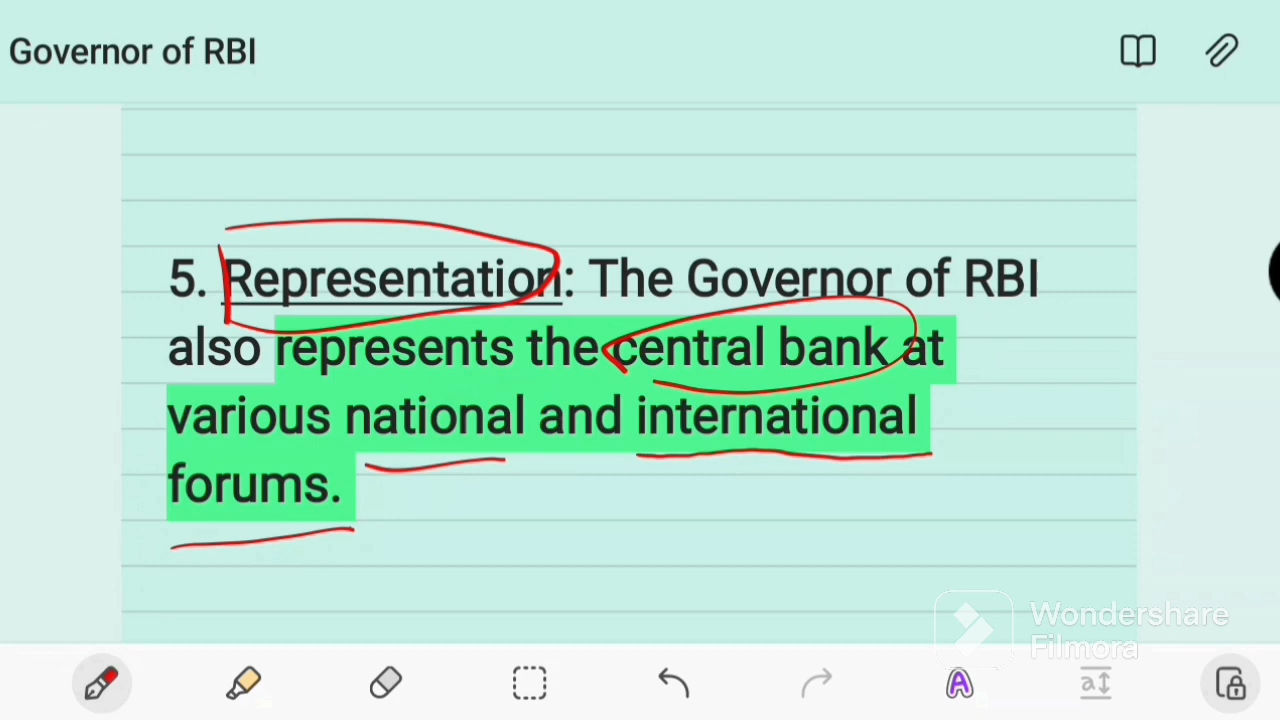 Governor of RBI
5. Representation: The Governor of RBI
also represents the central bank at
various national and international
forums.
Wondershare
Filmora
A
a